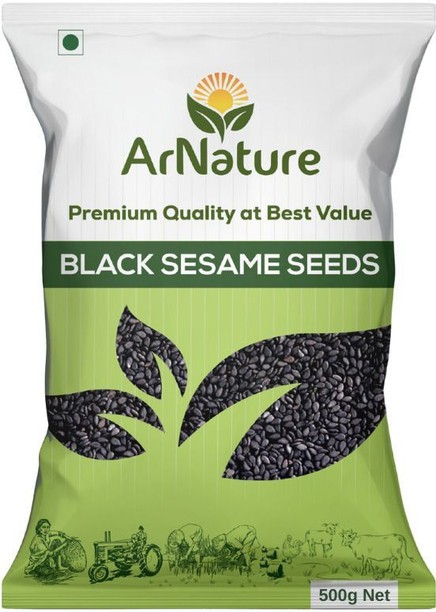 ArNature
Premium Quality at Best Value
BLACK SESAME SEEDS
500g Net